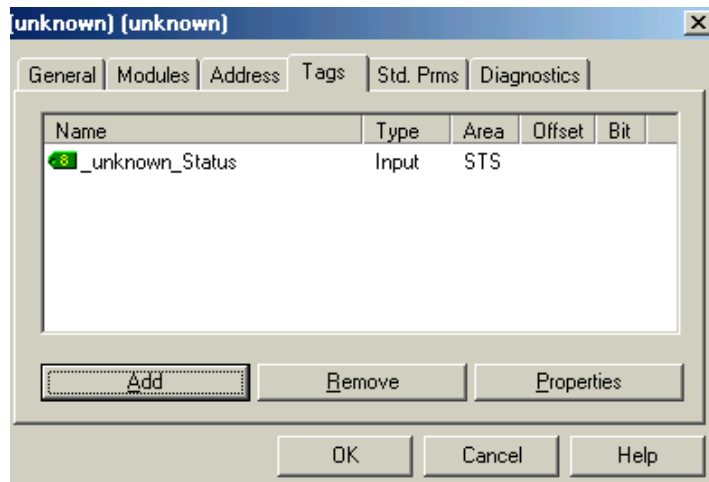 (unknown) (unknown)
General Modules Address Tags Std. Prms Diagnostics
Name Type Area Offset Bit
8 _unknown_Status Input STS
Add Remove Properties
OK Cancel Help